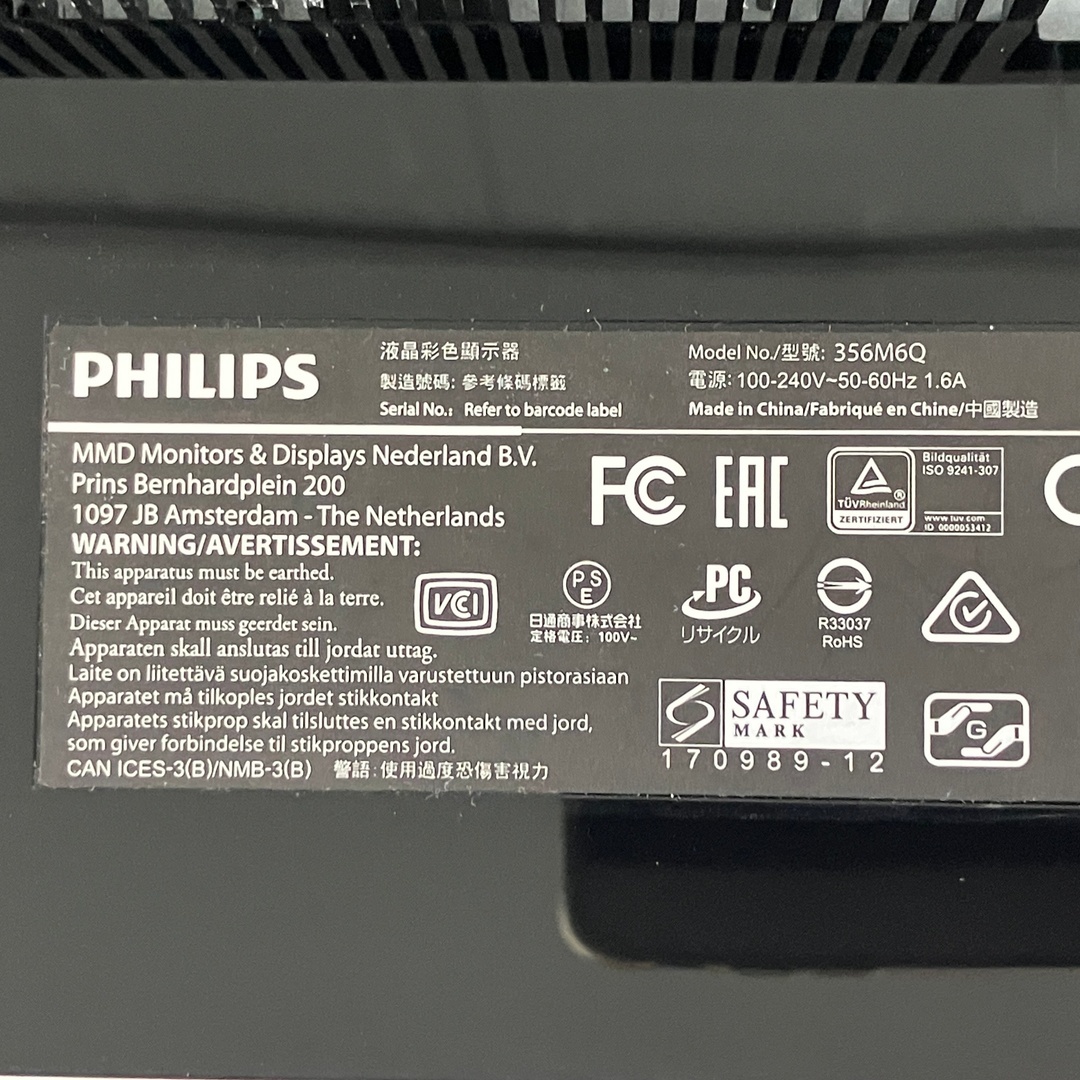 PHILIPS
液晶彩色顯示器
製造號碼: 參考條碼標籤
Serial No.: Refer to barcode label
Model No./型號: 356M6Q
電源: 100-240V~50-60Hz 1.6A
Made in China/Fabriqué en Chine/中國製造
MMD Monitors & Displays Nederland B.V.
Prins Bernhardplein 200
1097 JB Amsterdam - The Netherlands
WARNING/AVERTISSEMENT:
This apparatus must be earthed.
Cet appareil doit être relié à la terre.
Dieser Apparat muss geerdet sein.
Apparaten skall anslutas till jordat uttag.
Laite on liitettävä suojakoskettimilla varustettuun pistorasiaan
Apparatet må tilkoples jordet stikkontakt
Apparatets stikprop skal tilsluttes en stikkontakt med jord,
som giver forbindelse til stikproppens jord.
CAN ICES-3(B)/NMB-3(B) 警語: 使用過度恐傷害視力
FC
EAC
TÜVRheinland®
ZERTIFIZIERT
Bildqualität
ISO 9241-307
www.tuv.com
ID 0000053412
VCI
PS
E
日通商事株式会社
定格電圧: 100V~
PC
リサイクル
R33037
RoHS
S
SAFETY
MARK
170989-12
G